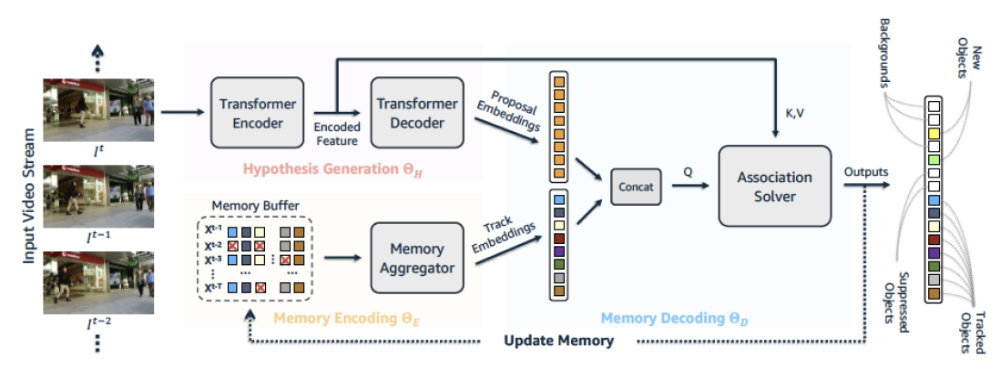 Input Video Stream
I^t
I^{t-1}
I^{t-2}
Transformer
Encoder
Encoded
Feature
Transformer
Decoder
Hypothesis Generation Θ_H
Proposal
Embeddings
Memory Buffer
X^{t-1}
X^{t-2}
X^{t-3}
X^{t-T}
Memory
Aggregator
Track
Embeddings
Memory Encoding Θ_E
Concat
Q
K,V
Association
Solver
Memory Decoding Θ_D
Outputs
Update Memory
Backgrounds
New
Objects
Suppressed
Objects
Tracked
Objects